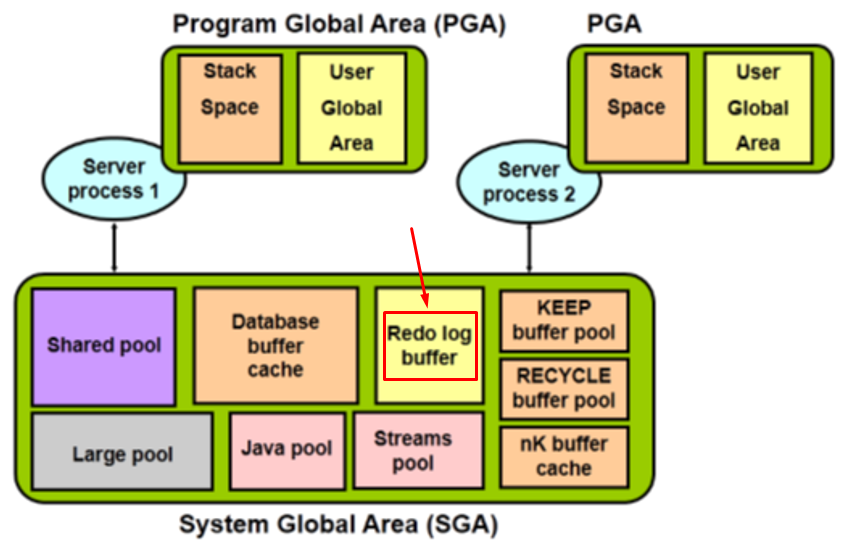 Program Global Area (PGA)
PGA
Stack
Space
User
Global
Area
Stack
Space
User
Global
Area
Server
process 1
Server
process 2
Shared pool
Database
buffer
cache
Redo log
buffer
KEEP
buffer pool
RECYCLE
buffer pool
nK buffer
cache
Large pool
Java pool
Streams
pool
System Global Area (SGA)